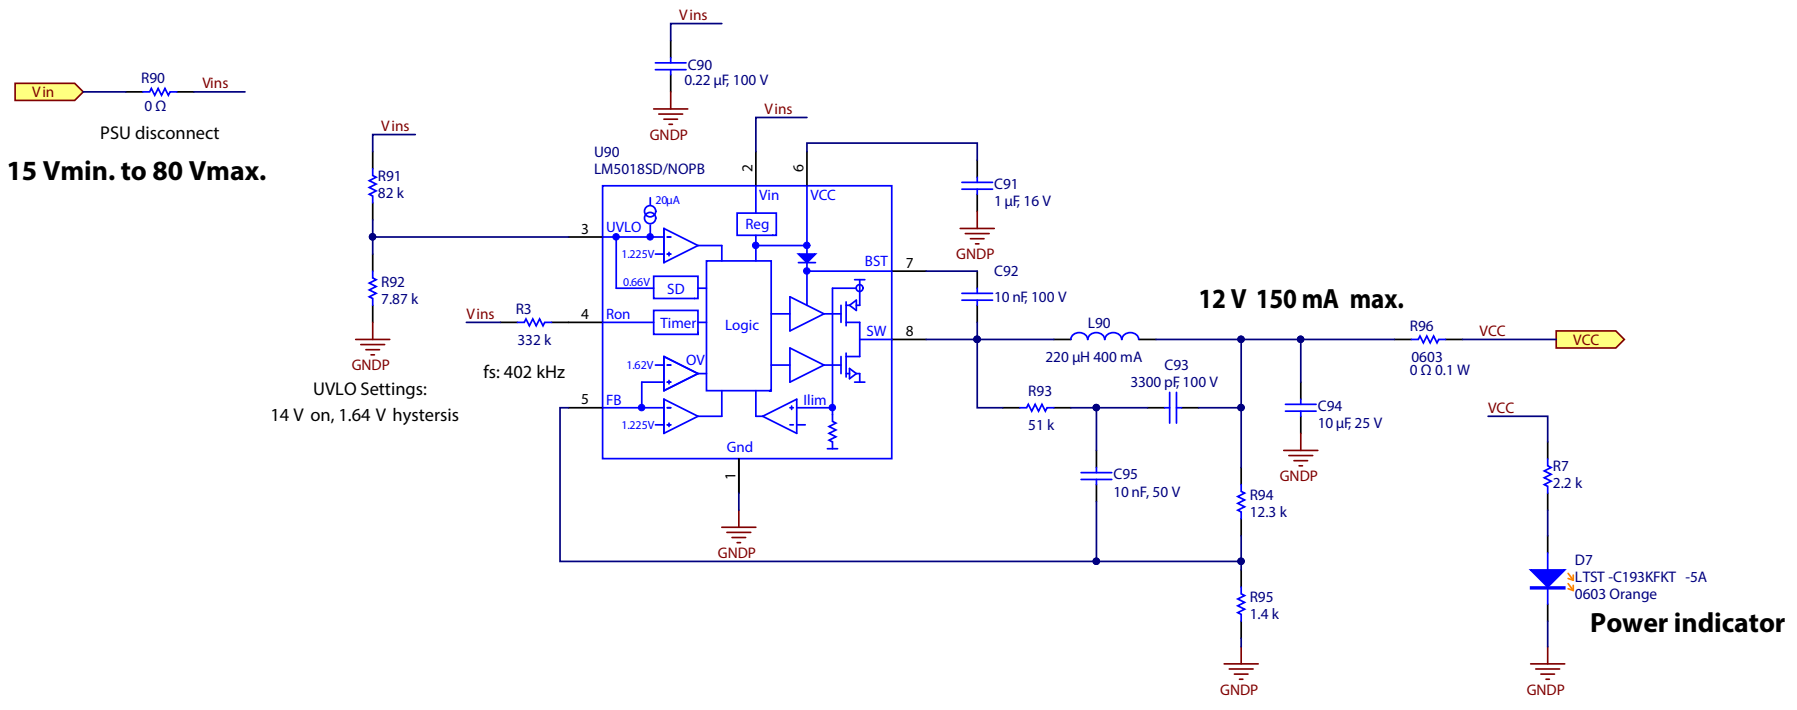 Vin
R90
0 Ω
Vins
PSU disconnect
15 Vmin. to 80 Vmax.
Vins
C90
0.22 µF, 100 V
GNDP
Vins
R91
82 k
R92
7.87 k
GNDP
UVLO Settings:
14 V on, 1.64 V hystersis
Vins
R3
332 k
fs: 402 kHz
U90
LM5018SD/NOPB
Vins
2
6
3
4
5
7
8
1
Vin
VCC
UVLO
20µA
1.225V
0.66V
SD
Reg
Ron
Timer
Logic
1.62V
OV
FB
1.225V
Ilim
Gnd
BST
SW
GNDP
C91
1 µF, 16 V
GNDP
C92
10 nF, 100 V
L90
220 µH 400 mA
R93
51 k
C93
3300 pF, 100 V
C95
10 nF, 50 V
12 V 150 mA max.
C94
10 µF, 25 V
GNDP
R94
12.3 k
R95
1.4 k
GNDP
R96
0603
0 Ω 0.1 W
VCC
VCC
VCC
R7
2.2 k
D7
LTST -C193KFKT -5A
0603 Orange
Power indicator
GNDP